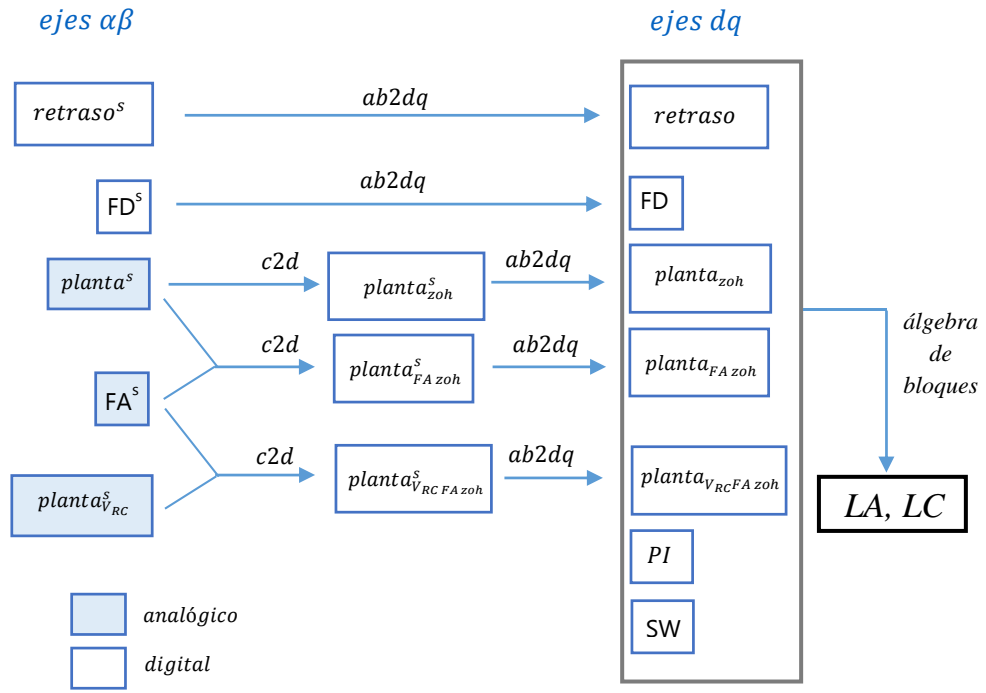 ejes αβ
ejes dq
retraso^s
ab2dq
retraso
FD^s
ab2dq
FD
planta^s
c2d
planta^s_zoh
ab2dq
planta_zoh
c2d
planta^s_FA zoh
ab2dq
planta_FA zoh
FA^s
planta^s_V_RC
c2d
planta^s_V_RC FA zoh
ab2dq
planta_V_RC FA zoh
PI
SW
álgebra
de
bloques
LA, LC
analógico
digital